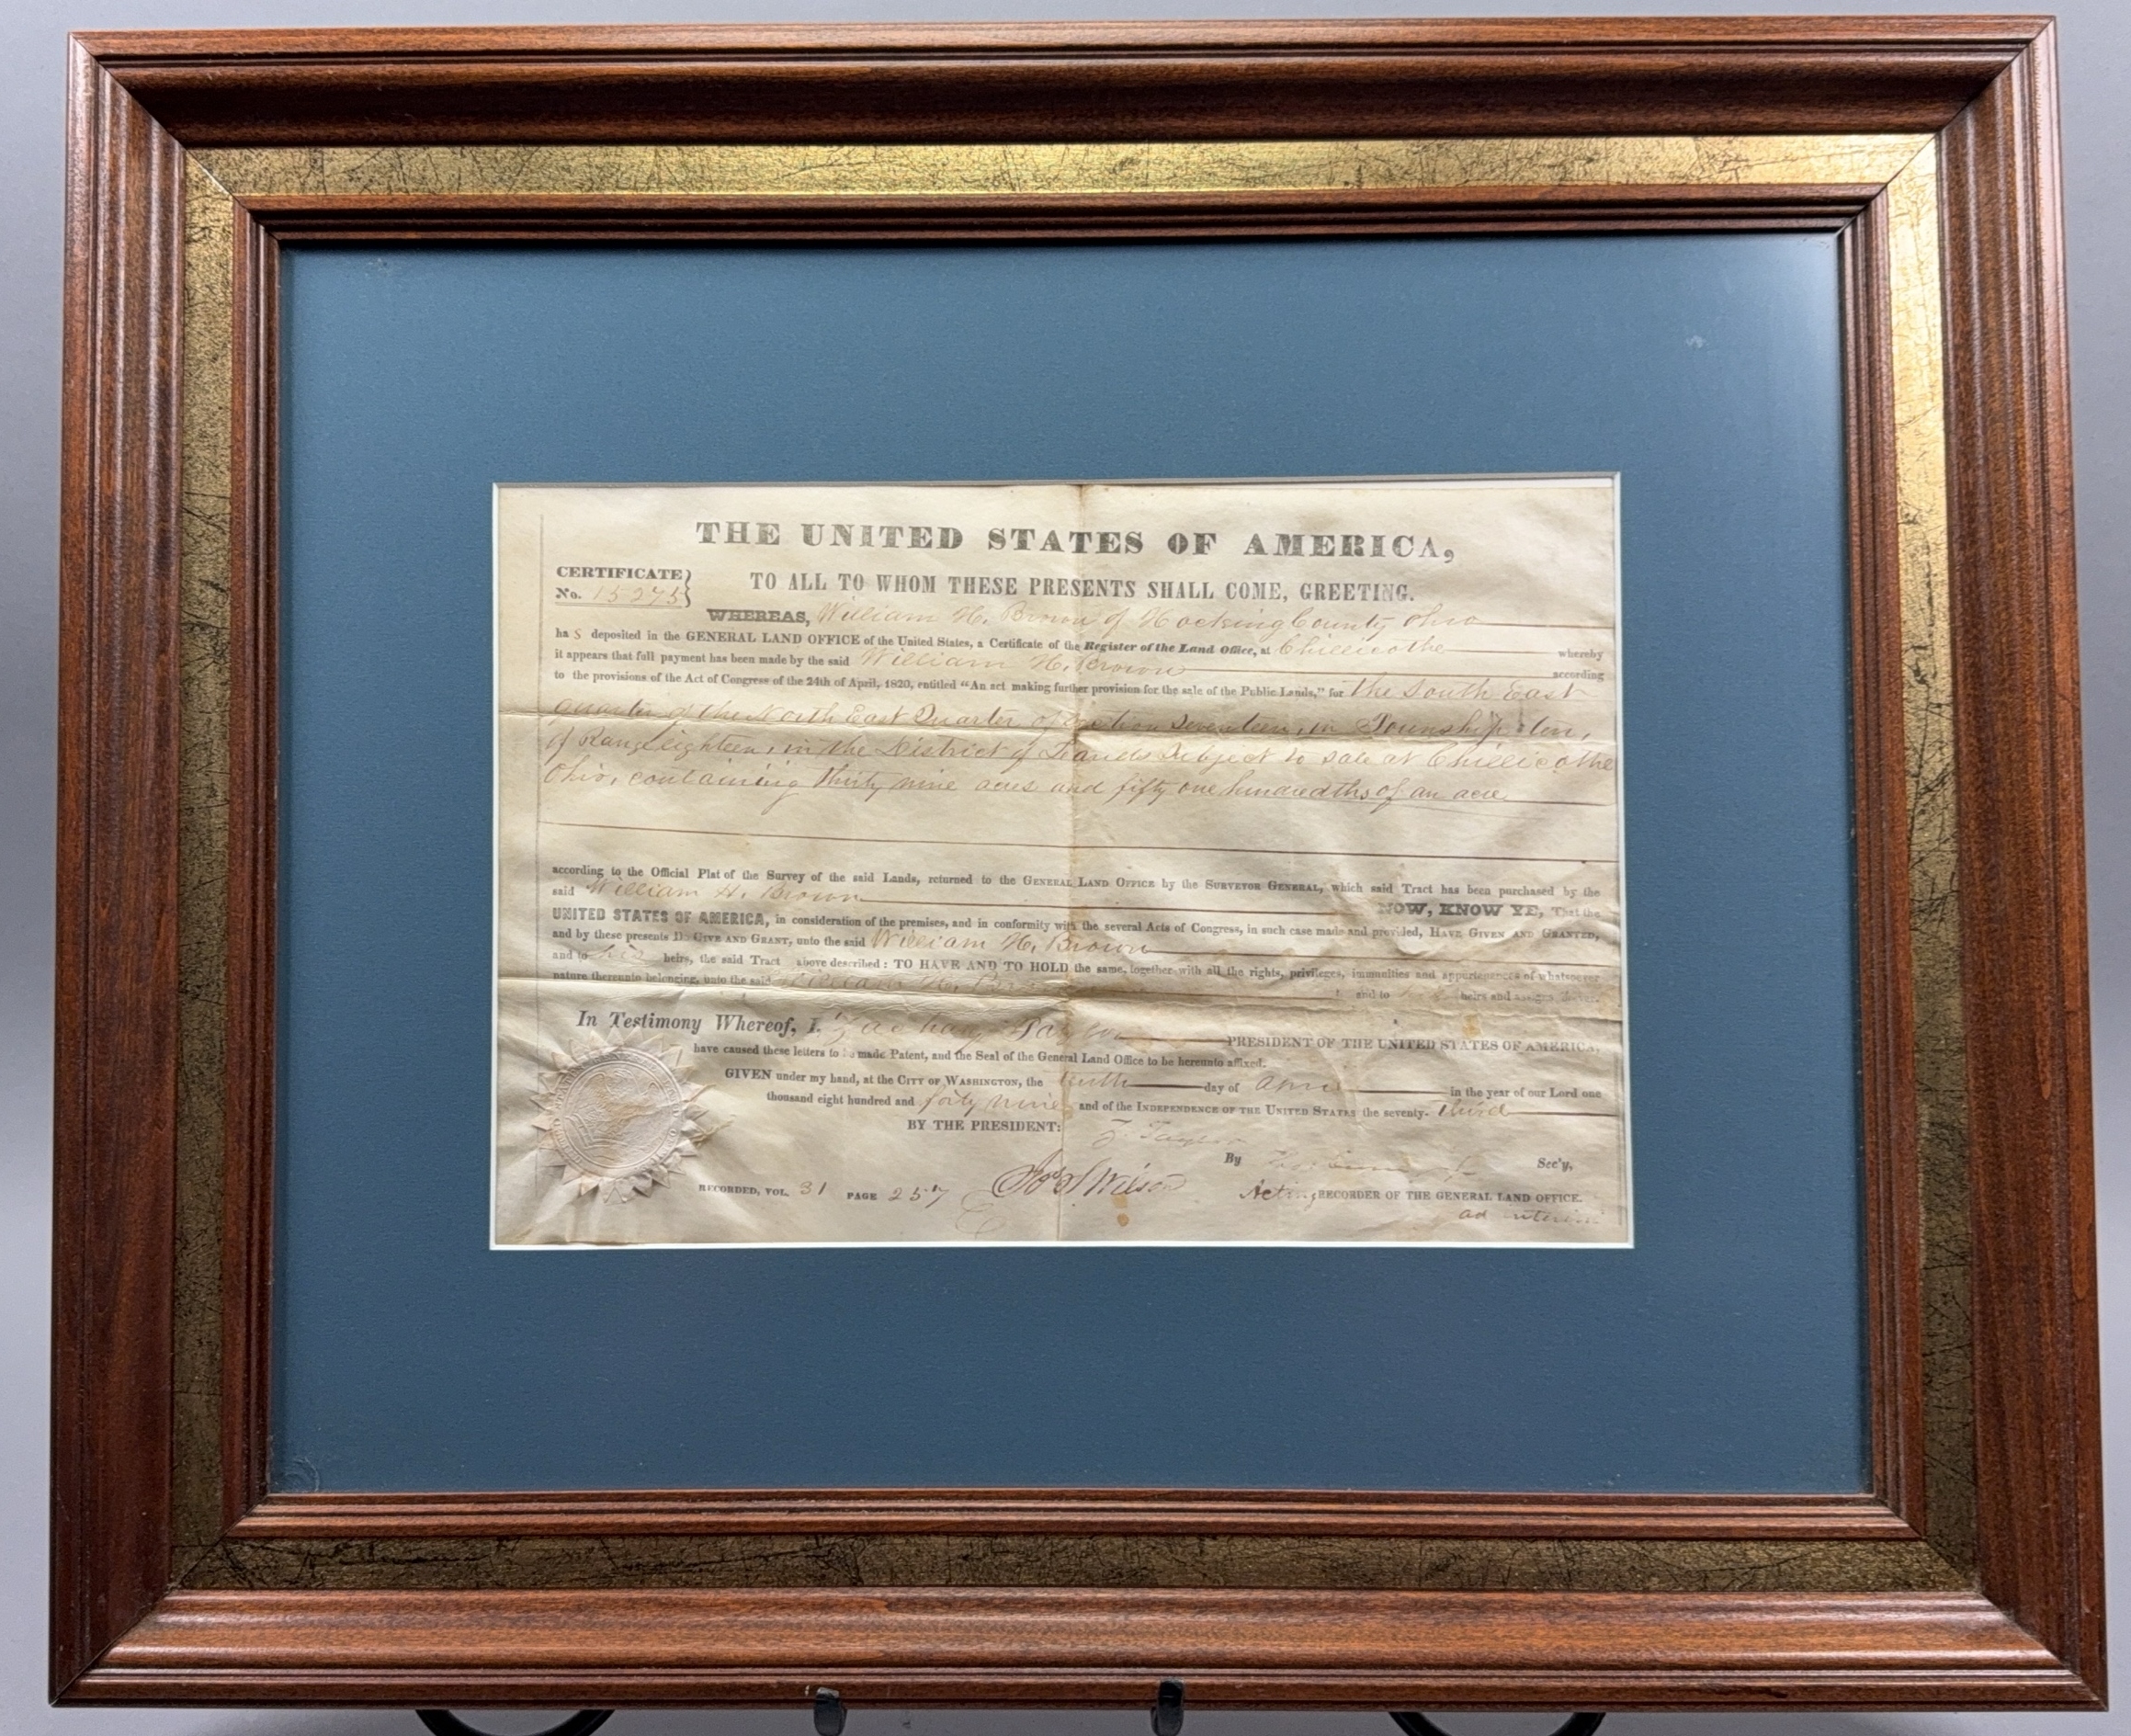 THE UNITED STATES OF AMERICA,
CERTIFICATE
No. 15275
TO ALL TO WHOM THESE PRESENTS SHALL COME, GREETING.
WHEREAS, William H. Brown of Hocking County Ohio
ha s deposited in the GENERAL LAND OFFICE of the United States, a Certificate of the Register of the Land Office, at Chillicothe whereby
it appears that full payment has been made by the said William H. Brown according
to the provisions of the Act of Congress of the 24th of April, 1820, entitled “An act making further provision for the sale of the Public Lands,” for the South East
quarter of the North East Quarter of Section Seventeen, in Township ten,
of Range eighteen, in the District of Lands Subject to sale at Chillicothe
Ohio, containing thirty nine acres and fifty one hundredths of an acre
according to the Official Plat of the Survey of the said Lands, returned to the GENERAL LAND OFFICE by the SURVEYOR GENERAL, which said Tract has been purchased by the
said William H. Brown NOW, KNOW YE, That the
UNITED STATES OF AMERICA, in consideration of the premises, and in conformity with the several Acts of Congress, in such case made and provided, HAVE GIVEN AND GRANTED,
and by these presents DO GIVE AND GRANT, unto the said William H. Brown
and to his heirs, the said Tract above described: TO HAVE AND TO HOLD the same, together with all the rights, privileges, immunities and appurtenances of whatsoever
nature thereunto belonging, unto the said William H. Brown and to his heirs and assigns forever.
In Testimony Whereof, I, Zachary Taylor PRESIDENT OF THE UNITED STATES OF AMERICA,
have caused these letters to be made Patent, and the Seal of the General Land Office to be hereunto affixed.
GIVEN under my hand, at the CITY OF WASHINGTON, the tenth day of in the year of our Lord one
thousand eight hundred and forty nine and of the INDEPENDENCE OF THE UNITED STATES the seventy-third
BY THE PRESIDENT: Z. Taylor
By Sec'y,
RECORDED, VOL. 31 PAGE 257 Jos S Wilson Acting RECORDER OF THE GENERAL LAND OFFICE.
ad interim